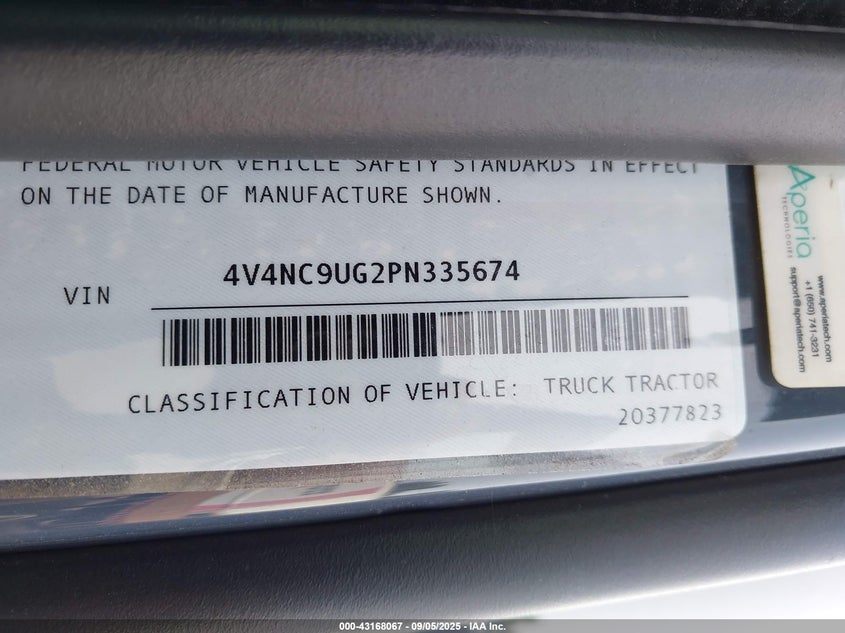 FEDERAL MOTOR VEHICLE SAFETY STANDARDS IN EFFECT
ON THE DATE OF MANUFACTURE SHOWN.
VIN 4V4NC9UG2PN335674
CLASSIFICATION OF VEHICLE: TRUCK TRACTOR
20377823
Aperia
TECHNOLOGIES
www.aperiatech.com
+1 (650) 741-3231
support@aperiatech.com
000-43168067 - 09/05/2025 - IAA Inc.